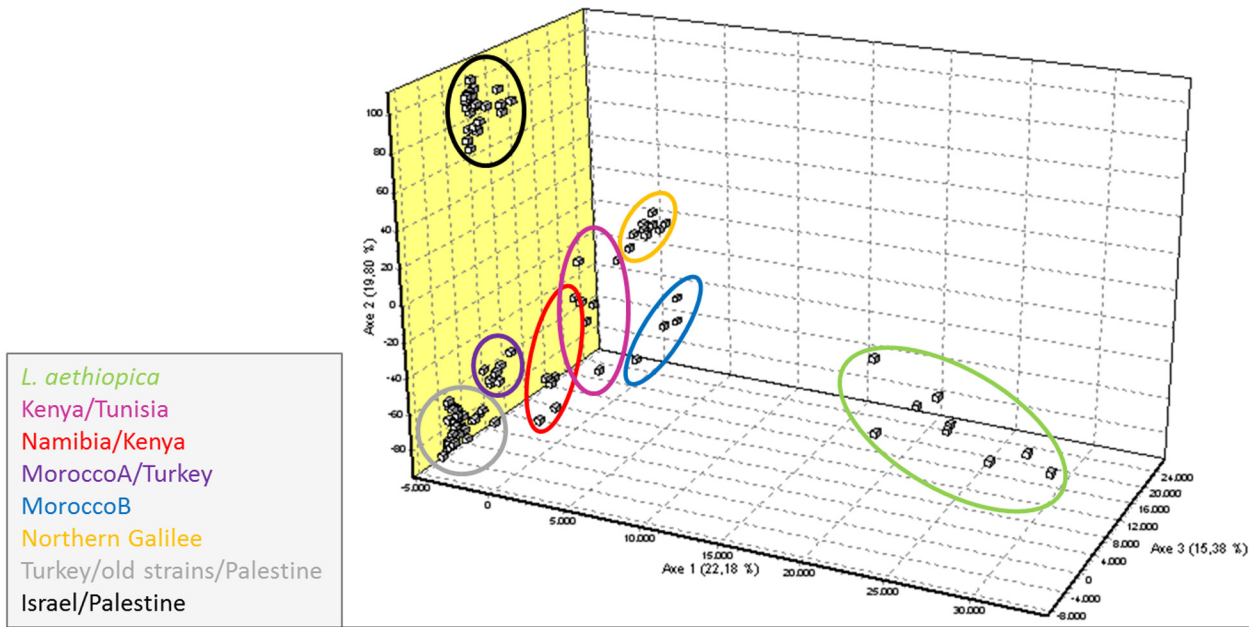 100
80
60
40
20
0
-20
-40
-60
-80
Axe 2 (19,80 %)
-5.000
0
5.000
10.000
15.000
20.000
25.000
30.000
Axe 1 (22,18 %)
24.000
20.000
16.000
12.000
8.000
4.000
0
-4.000
-8.000
Axe 3 (15,38 %)
L. aethiopica
Kenya/Tunisia
Namibia/Kenya
MoroccoA/Turkey
MoroccoB
Northern Galilee
Turkey/old strains/Palestine
Israel/Palestine